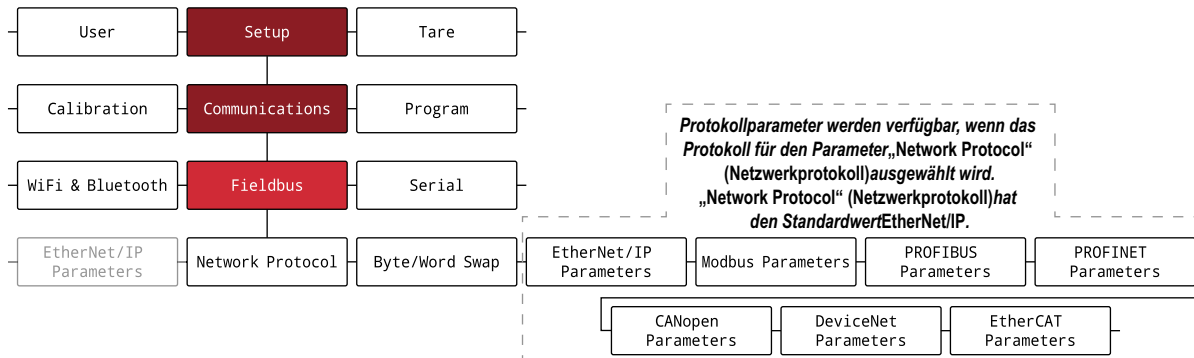 User
Setup
Tare
Calibration
Communications
Program
Protokollparameter werden verfügbar, wenn das
Protokoll für den Parameter„Network Protocol“
(Netzwerkprotokoll)ausgewählt wird.
„Network Protocol“ (Netzwerkprotokoll)hat
den StandardwertEtherNet/IP.
WiFi & Bluetooth
Fieldbus
Serial
EtherNet/IP
Parameters
Network Protocol
Byte/Word Swap
EtherNet/IP
Parameters
Modbus Parameters
PROFIBUS
Parameters
PROFINET
Parameters
CANopen
Parameters
DeviceNet
Parameters
EtherCAT
Parameters